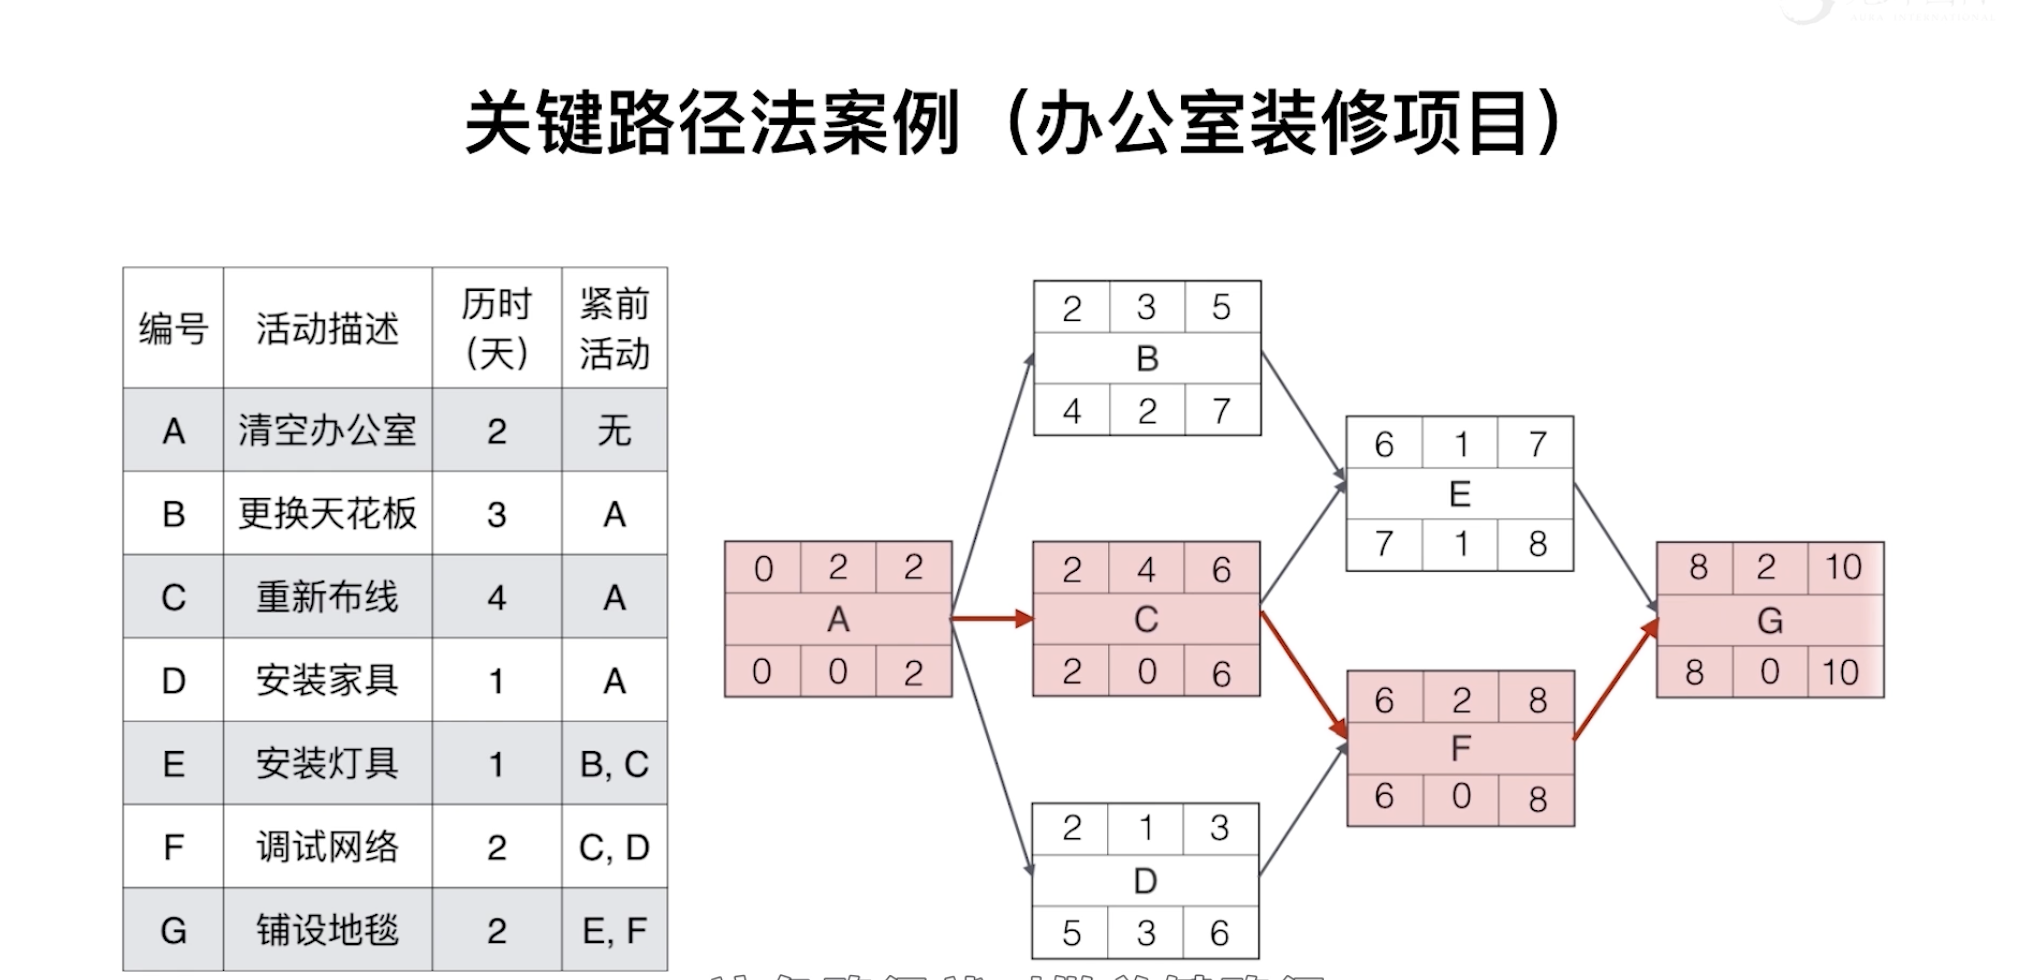 关键路径法案例（办公室装修项目）
编号 活动描述 历时（天） 紧前活动
A 清空办公室 2 无
B 更换天花板 3 A
C 重新布线 4 A
D 安装家具 1 A
E 安装灯具 1 B, C
F 调试网络 2 C, D
G 铺设地毯 2 E, F
0 2 2
A
0 0 2
2 3 5
B
4 2 7
2 4 6
C
2 0 6
2 1 3
D
5 3 6
6 1 7
E
7 1 8
6 2 8
F
6 0 8
8 2 10
G
8 0 10